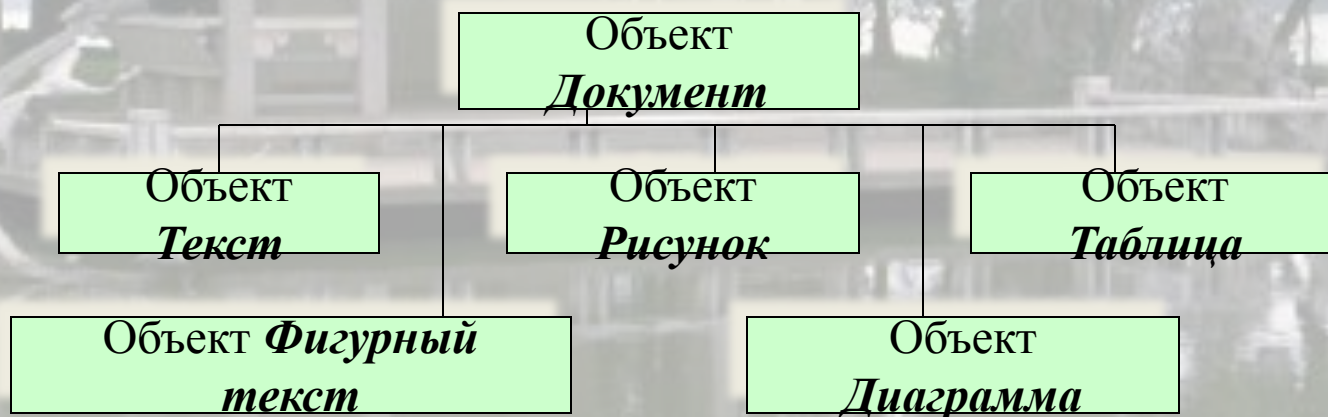 Объект
Документ
Объект
Текст
Объект
Рисунок
Объект
Таблица
Объект Фигурный
текст
Объект
Диаграмма